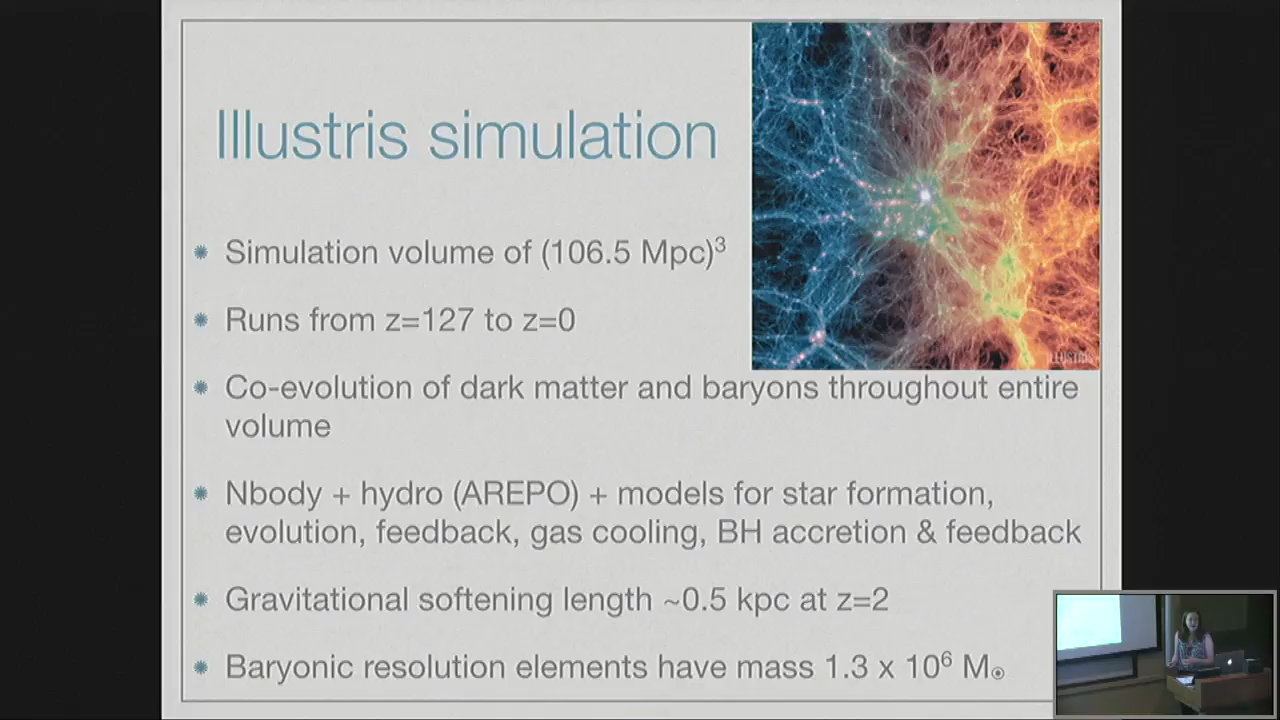 Illustris simulation
ILLUSTRIS
Simulation volume of (106.5 Mpc)³
Runs from z=127 to z=0
Co-evolution of dark matter and baryons throughout entire
volume
Nbody + hydro (AREPO) + models for star formation,
evolution, feedback, gas cooling, BH accretion & feedback
Gravitational softening length ~0.5 kpc at z=2
Baryonic resolution elements have mass 1.3 x 10⁶ M☉